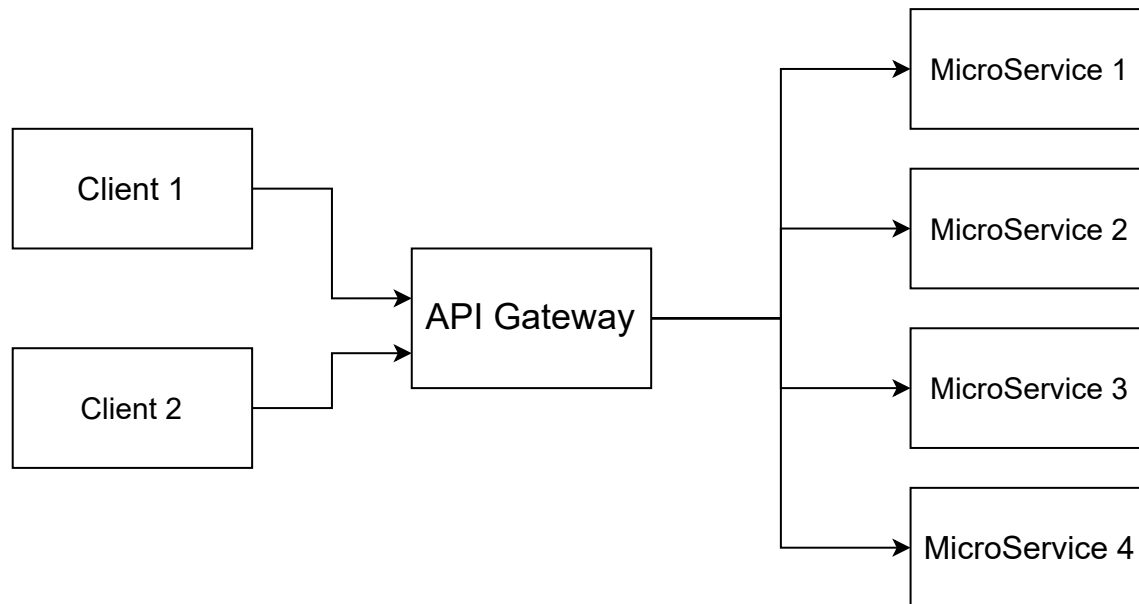 Client 1
Client 2
API Gateway
MicroService 1
MicroService 2
MicroService 3
MicroService 4